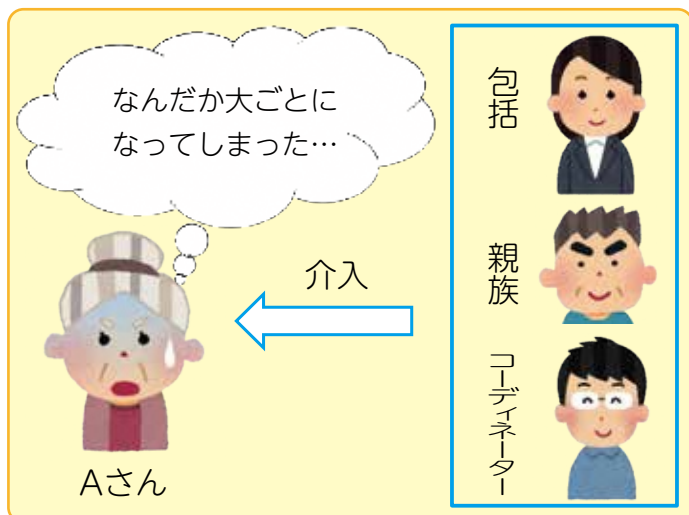 なんだか大ごとに
なってしまった…
Aさん
介入
包括
親族
コーディネーター